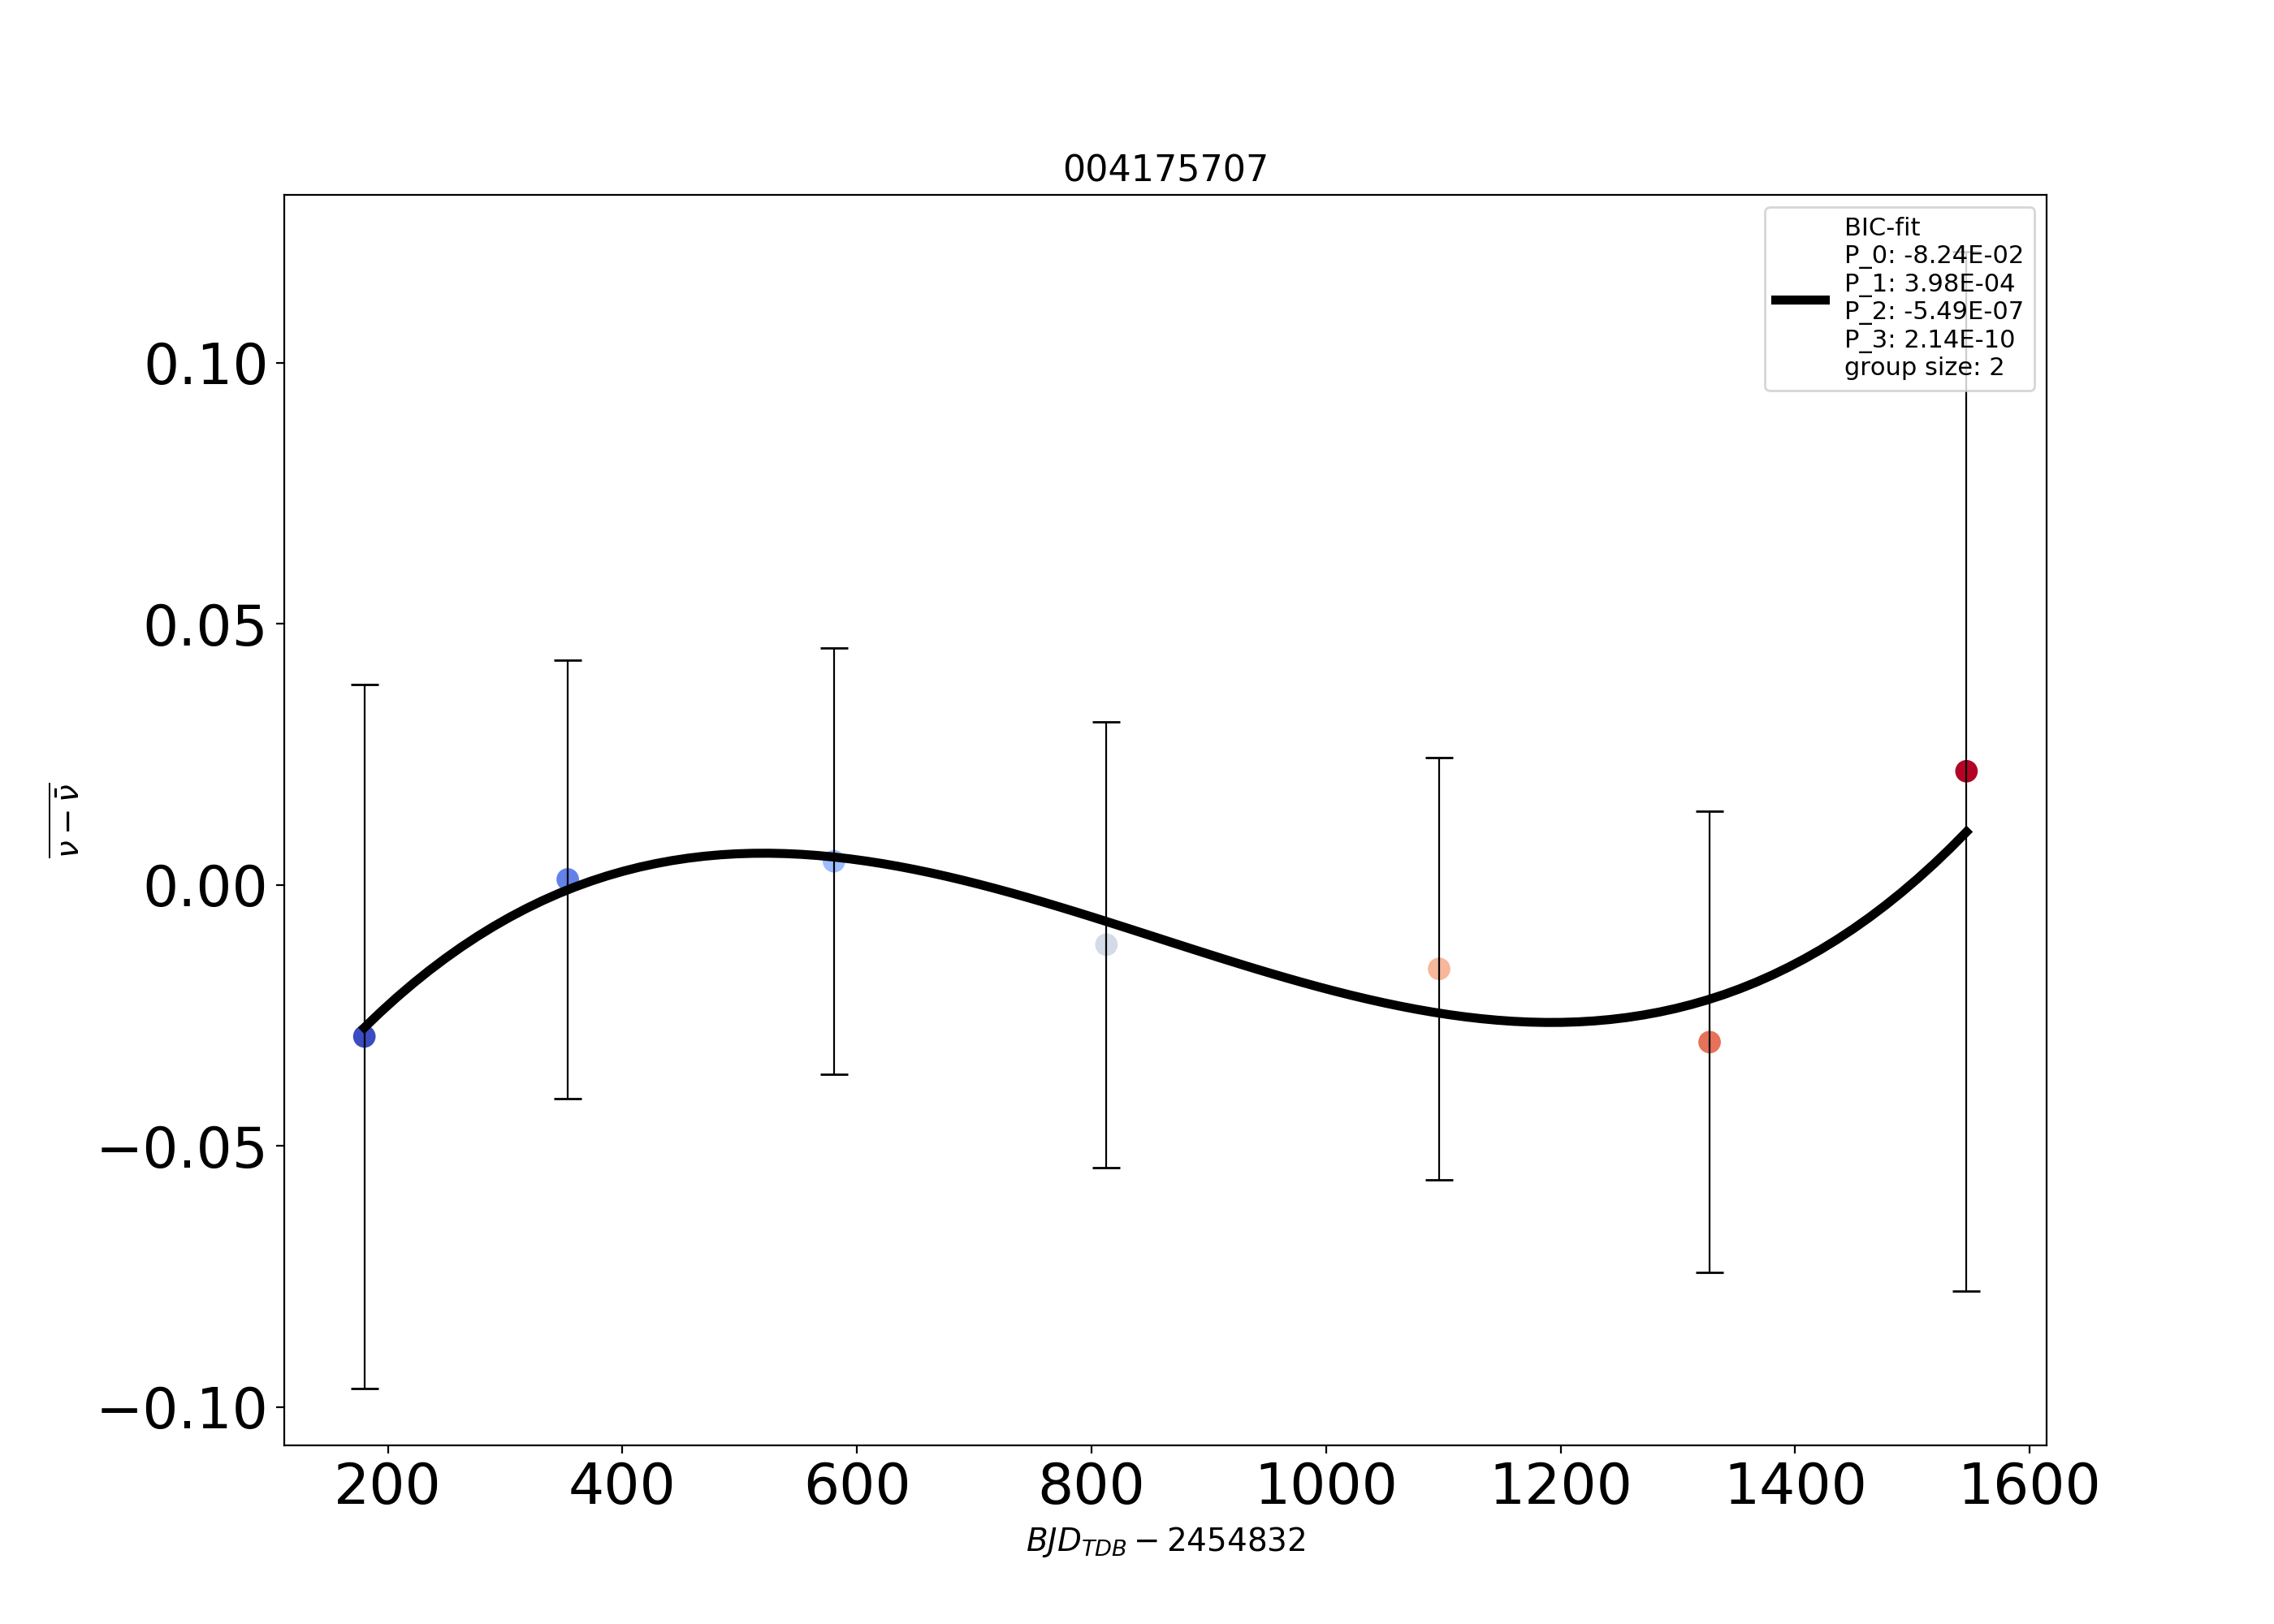 004175707
BIC-fit
P_0: -8.24E-02
P_1: 3.98E-04
P_2: -5.49E-07
P_3: 2.14E-10
group size: 2
0.10
0.05
0.00
−0.05
−0.10
ν − ν̄
200 400 600 800 1000 1200 1400 1600
BJD_TDB − 2454832